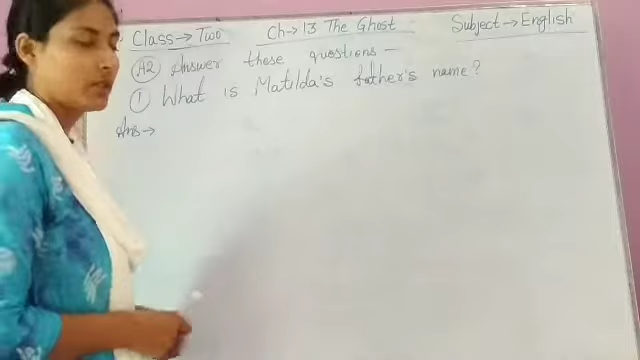 Class → Two Ch → 13 The Ghost Subject → English
A2 Answer these questions —
1 What is Matilda's father's name?
Ans →